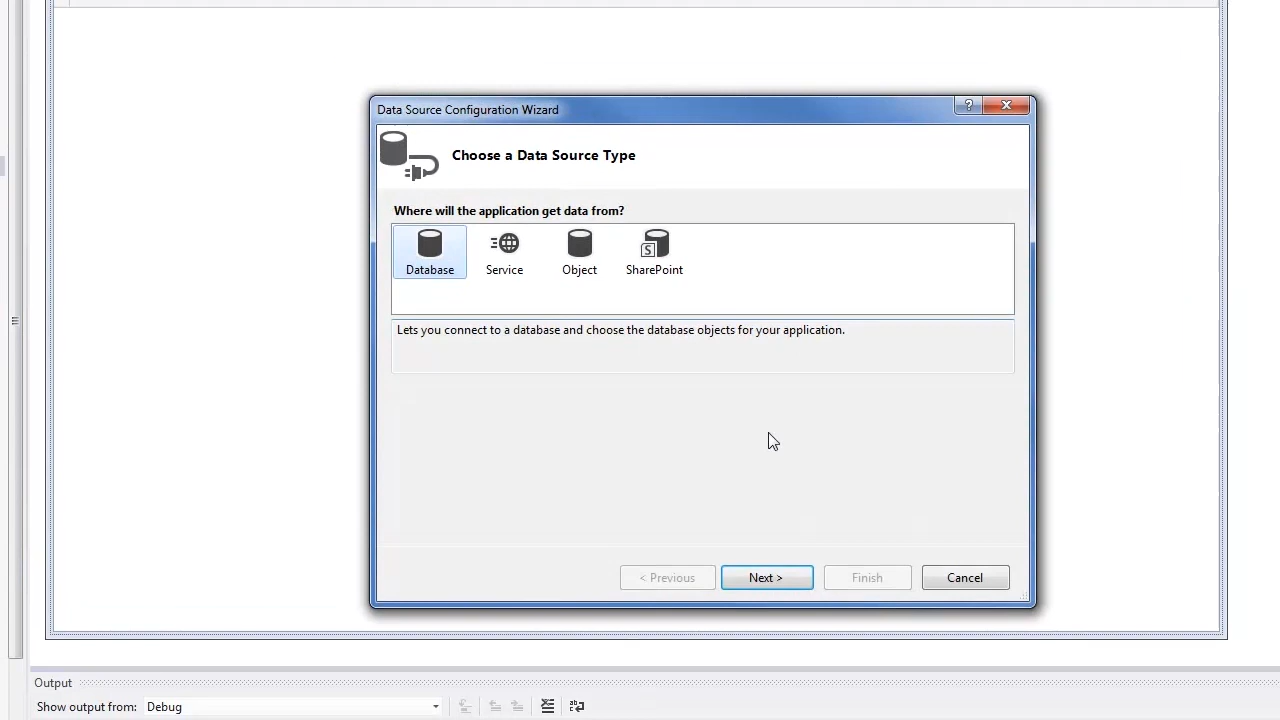 Data Source Configuration Wizard
?
Choose a Data Source Type
Where will the application get data from?
Database
Service
Object
S
SharePoint
Lets you connect to a database and choose the database objects for your application.
< Previous
Next >
Finish
Cancel
Output
Show output from:
Debug